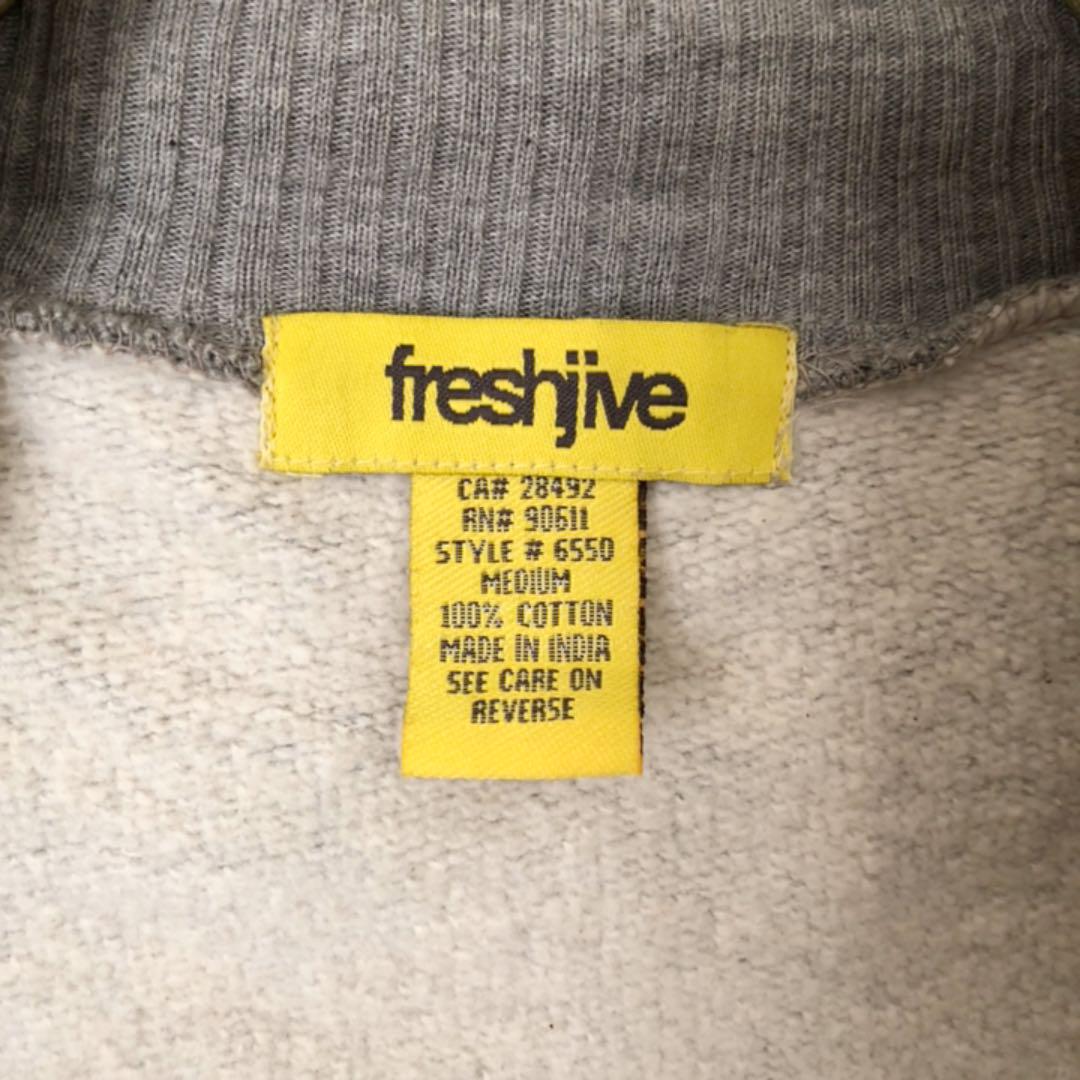 freshjive
CA# 28492
RN# 90611
STYLE # 6550
MEDIUM
100% COTTON
MADE IN INDIA
SEE CARE ON
REVERSE